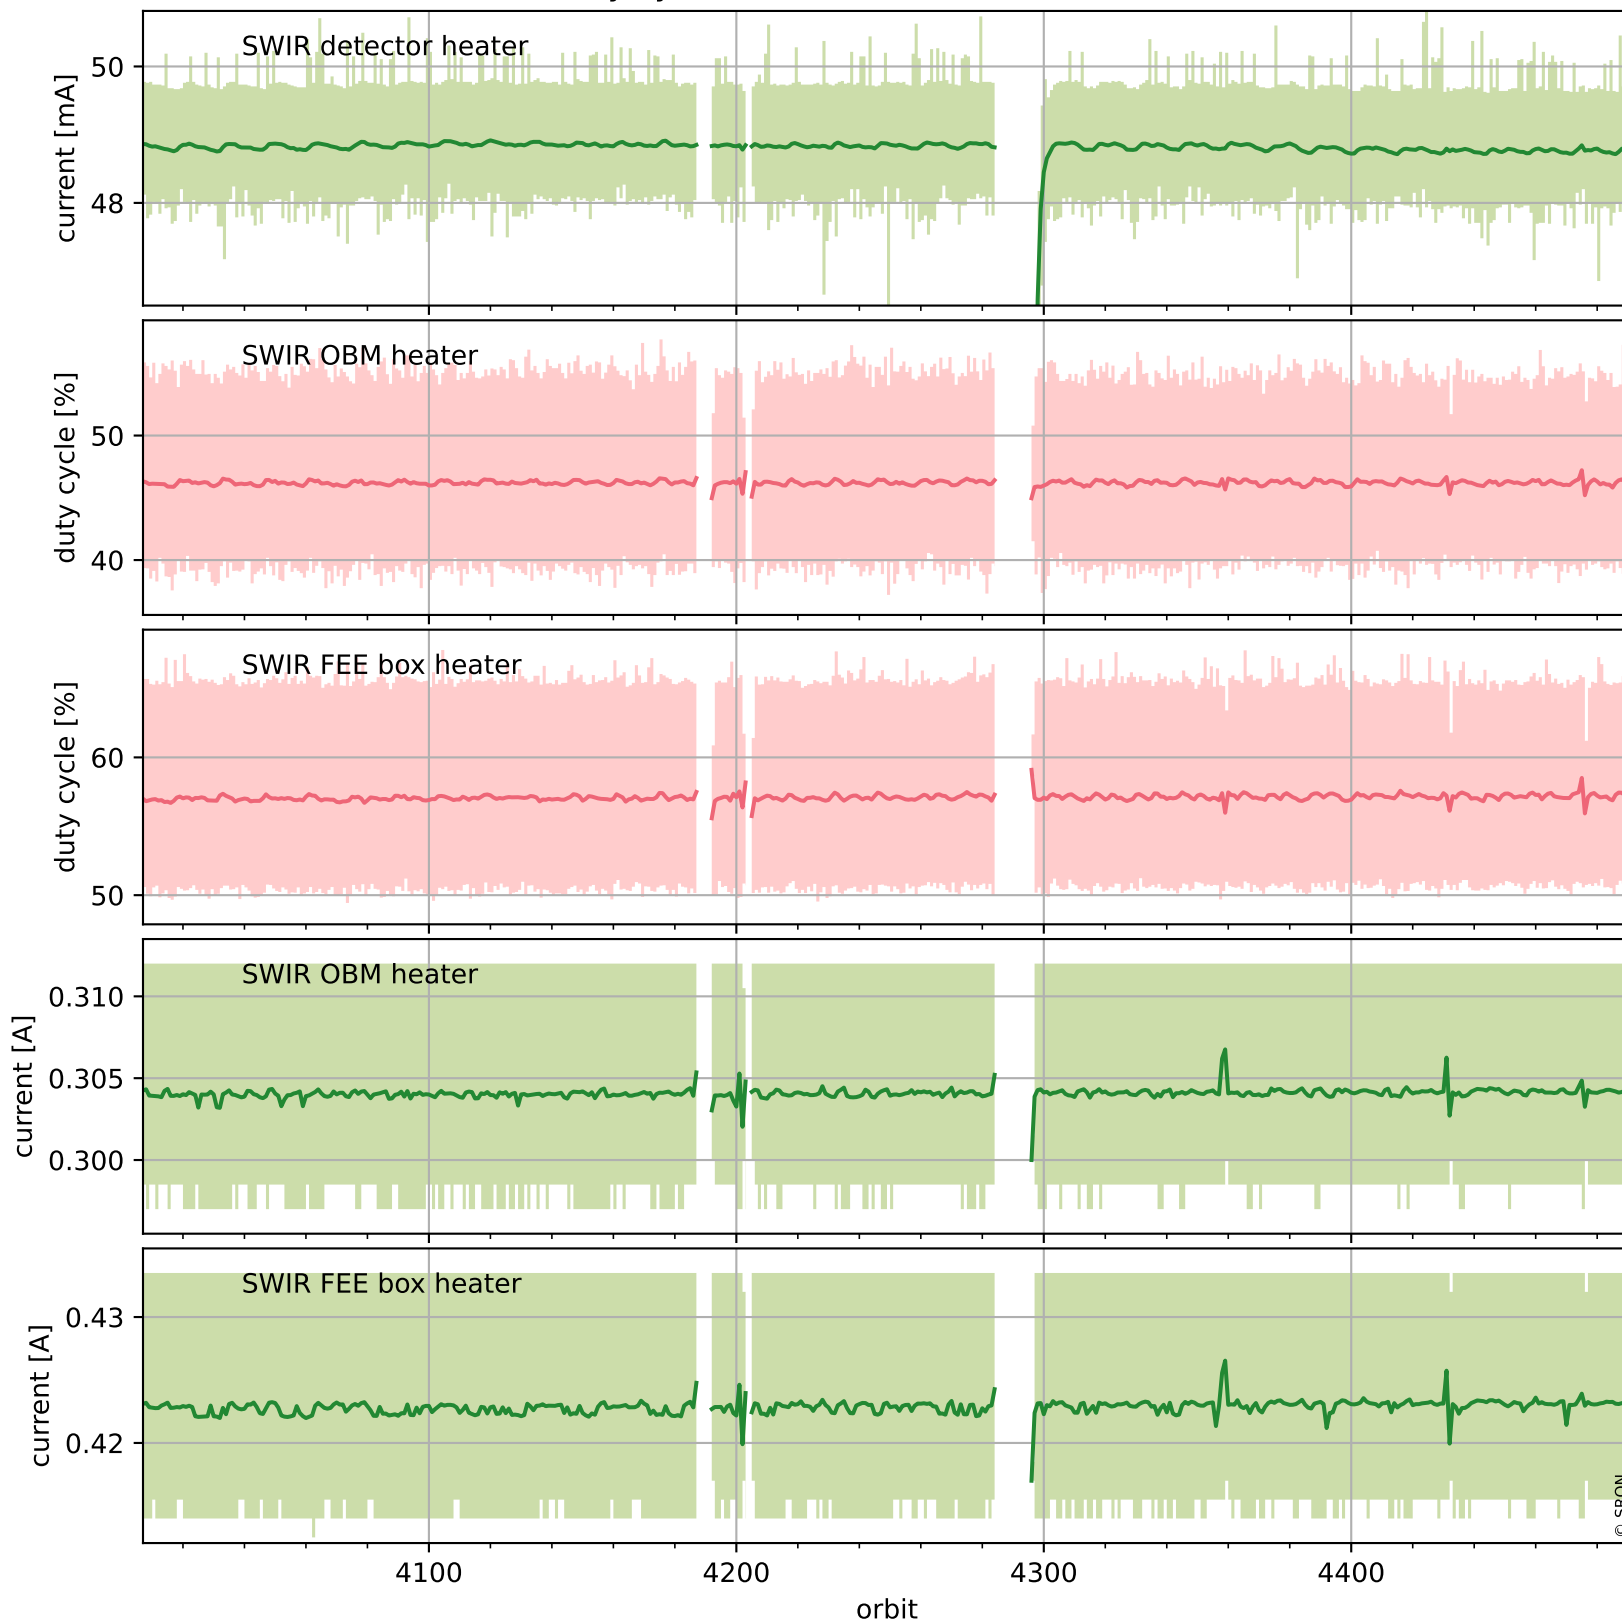 SWIR detector heater
50
48
current [mA]
SWIR OBM heater
50
40
duty cycle [%]
SWIR FEE box heater
60
50
duty cycle [%]
SWIR OBM heater
0.310
0.305
0.300
current [A]
SWIR FEE box heater
0.43
0.42
current [A]
© SRON
4100 4200 4300 4400
orbit